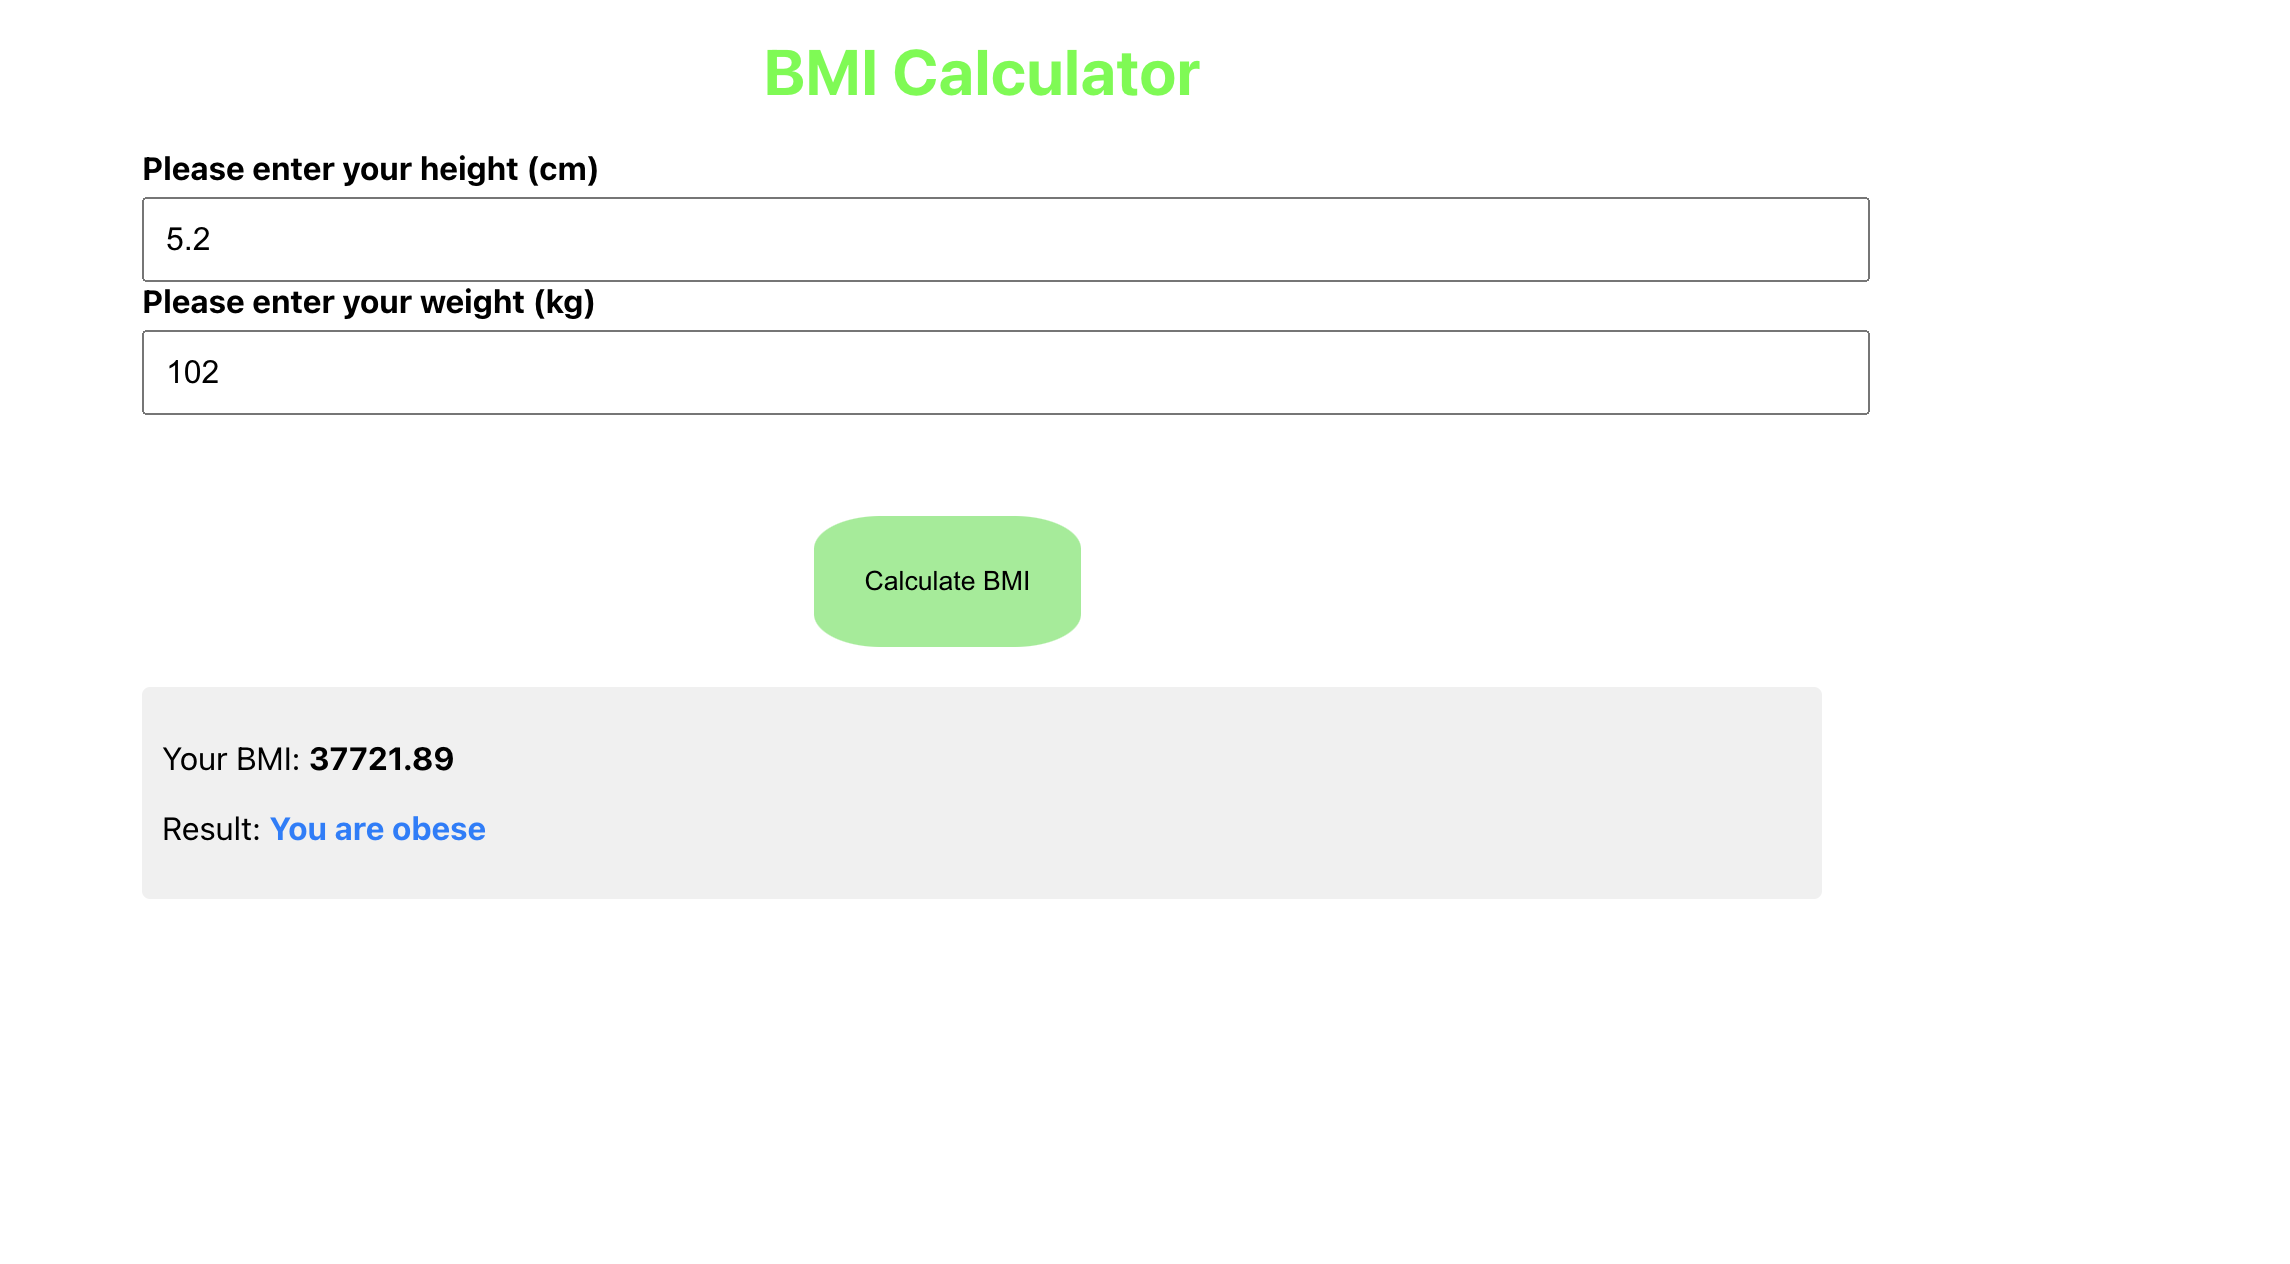 BMI Calculator
Please enter your height (cm)
5.2
Please enter your weight (kg)
102
Calculate BMI
Your BMI: 37721.89
Result: You are obese